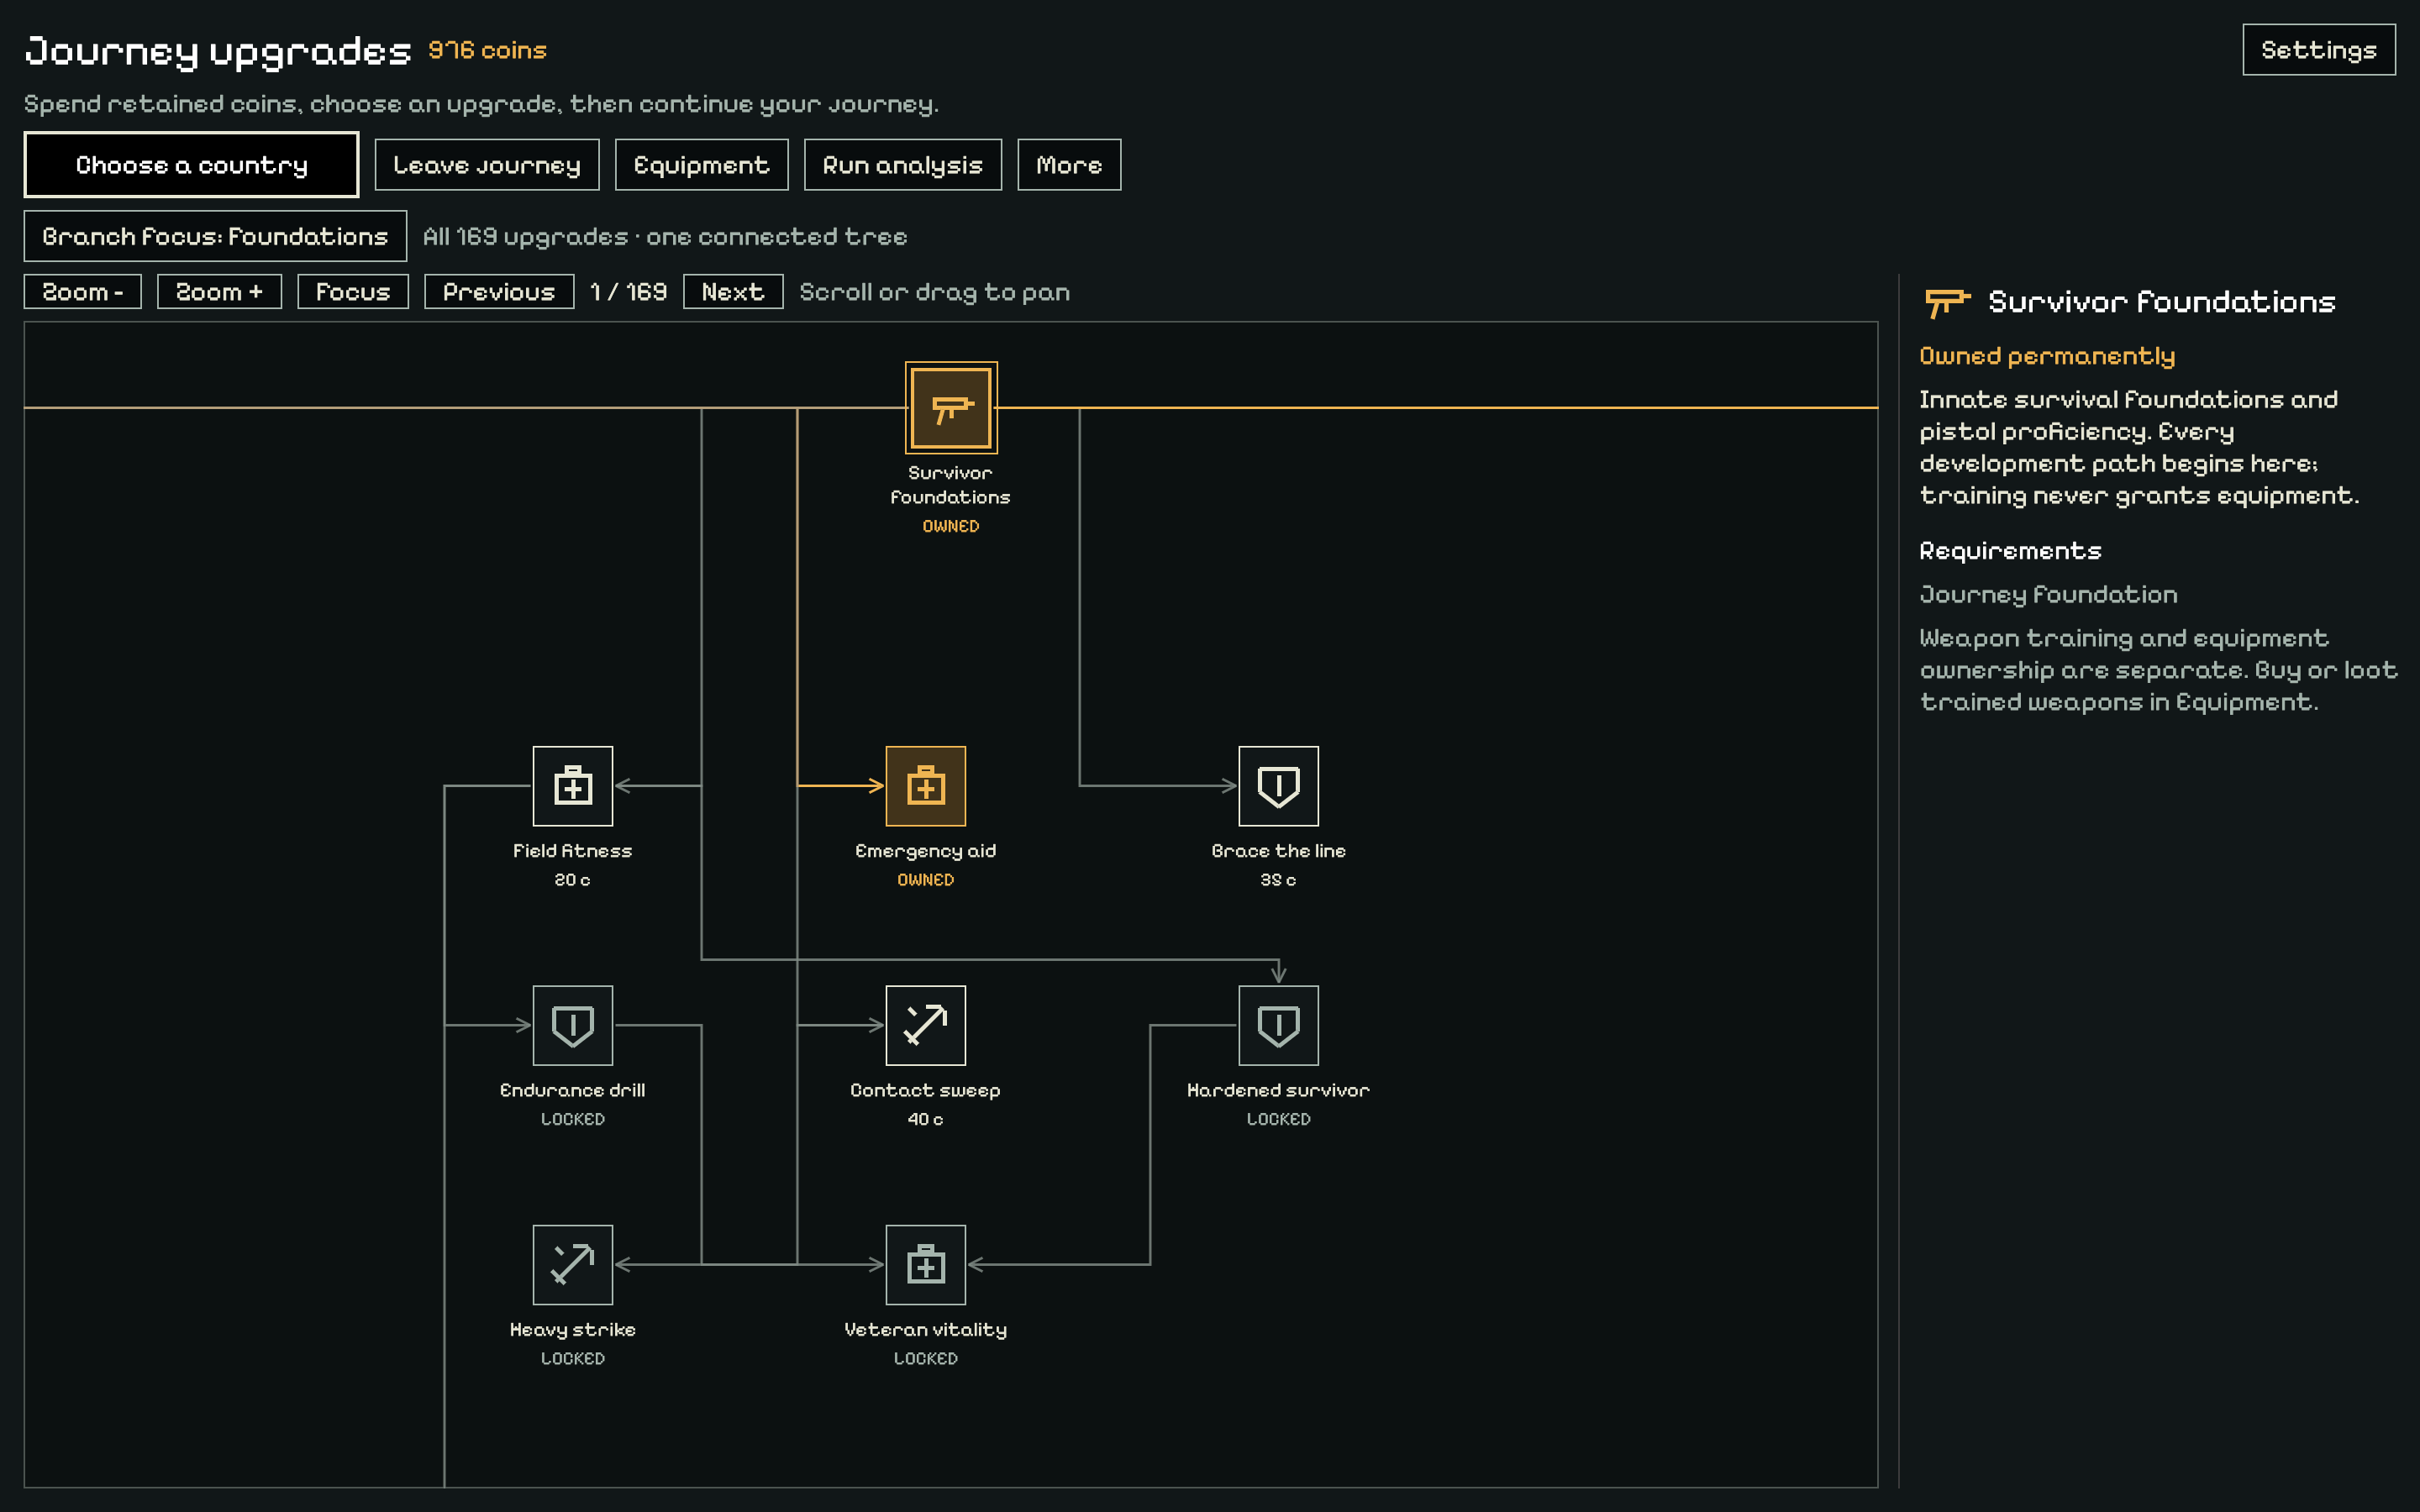 Journey upgrades 976 coins
Settings
Spend retained coins, choose an upgrade, then continue your journey.
Choose a country
Leave journey
Equipment
Run analysis
More
Branch focus: Foundations
All 169 upgrades · one connected tree
Zoom -
Zoom +
Focus
Previous
1 / 169
Next
Scroll or drag to pan
Survivor foundations
Owned permanently
Innate survival foundations and
pistol proficiency. Every
development path begins here;
training never grants equipment.
Requirements
Journey foundation
Weapon training and equipment
ownership are separate. Buy or loot
trained weapons in Equipment.
Survivor
foundations
OWNED
Field fitness
20 c
Emergency aid
OWNED
Brace the line
38 c
Endurance drill
LOCKED
Contact sweep
40 c
Hardened survivor
LOCKED
Heavy strike
LOCKED
Veteran vitality
LOCKED